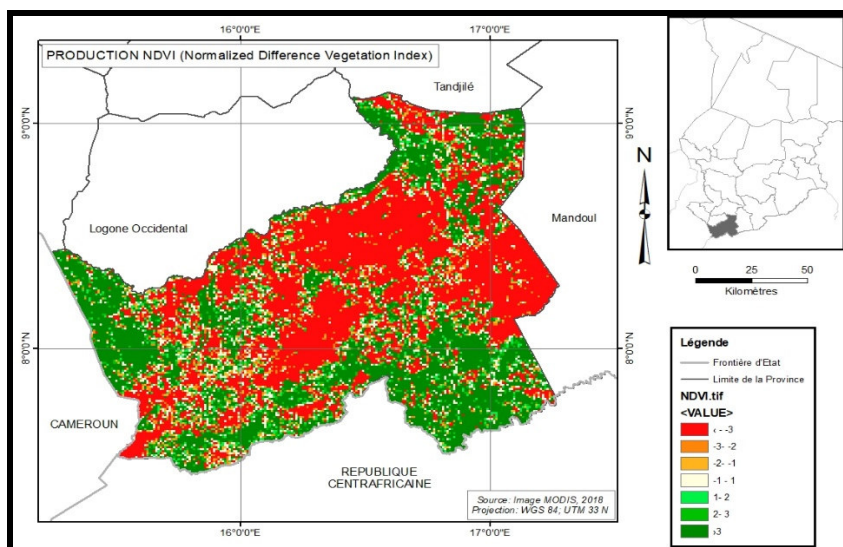 16°0'0"E 17°0'0"E
PRODUCTION NDVI (Normalized Difference Vegetation Index)
Tandjilé
9°0'0"N 9°0'0"N
N
Logone Occidental
Mandoul
0 25 50
Kilomètres
8°0'0"N 8°0'0"N
Légende
Frontière d'Etat
Limite de la Province
NDVI.tif
<VALUE>
‹ - -3
-3- -2
-2- -1
-1 - 1
1- 2
2- 3
›3
CAMEROUN
REPUBLIQUE
CENTRAFRICAINE
Source: Image MODIS, 2018
Projection: WGS 84; UTM 33 N
16°0'0"E 17°0'0"E